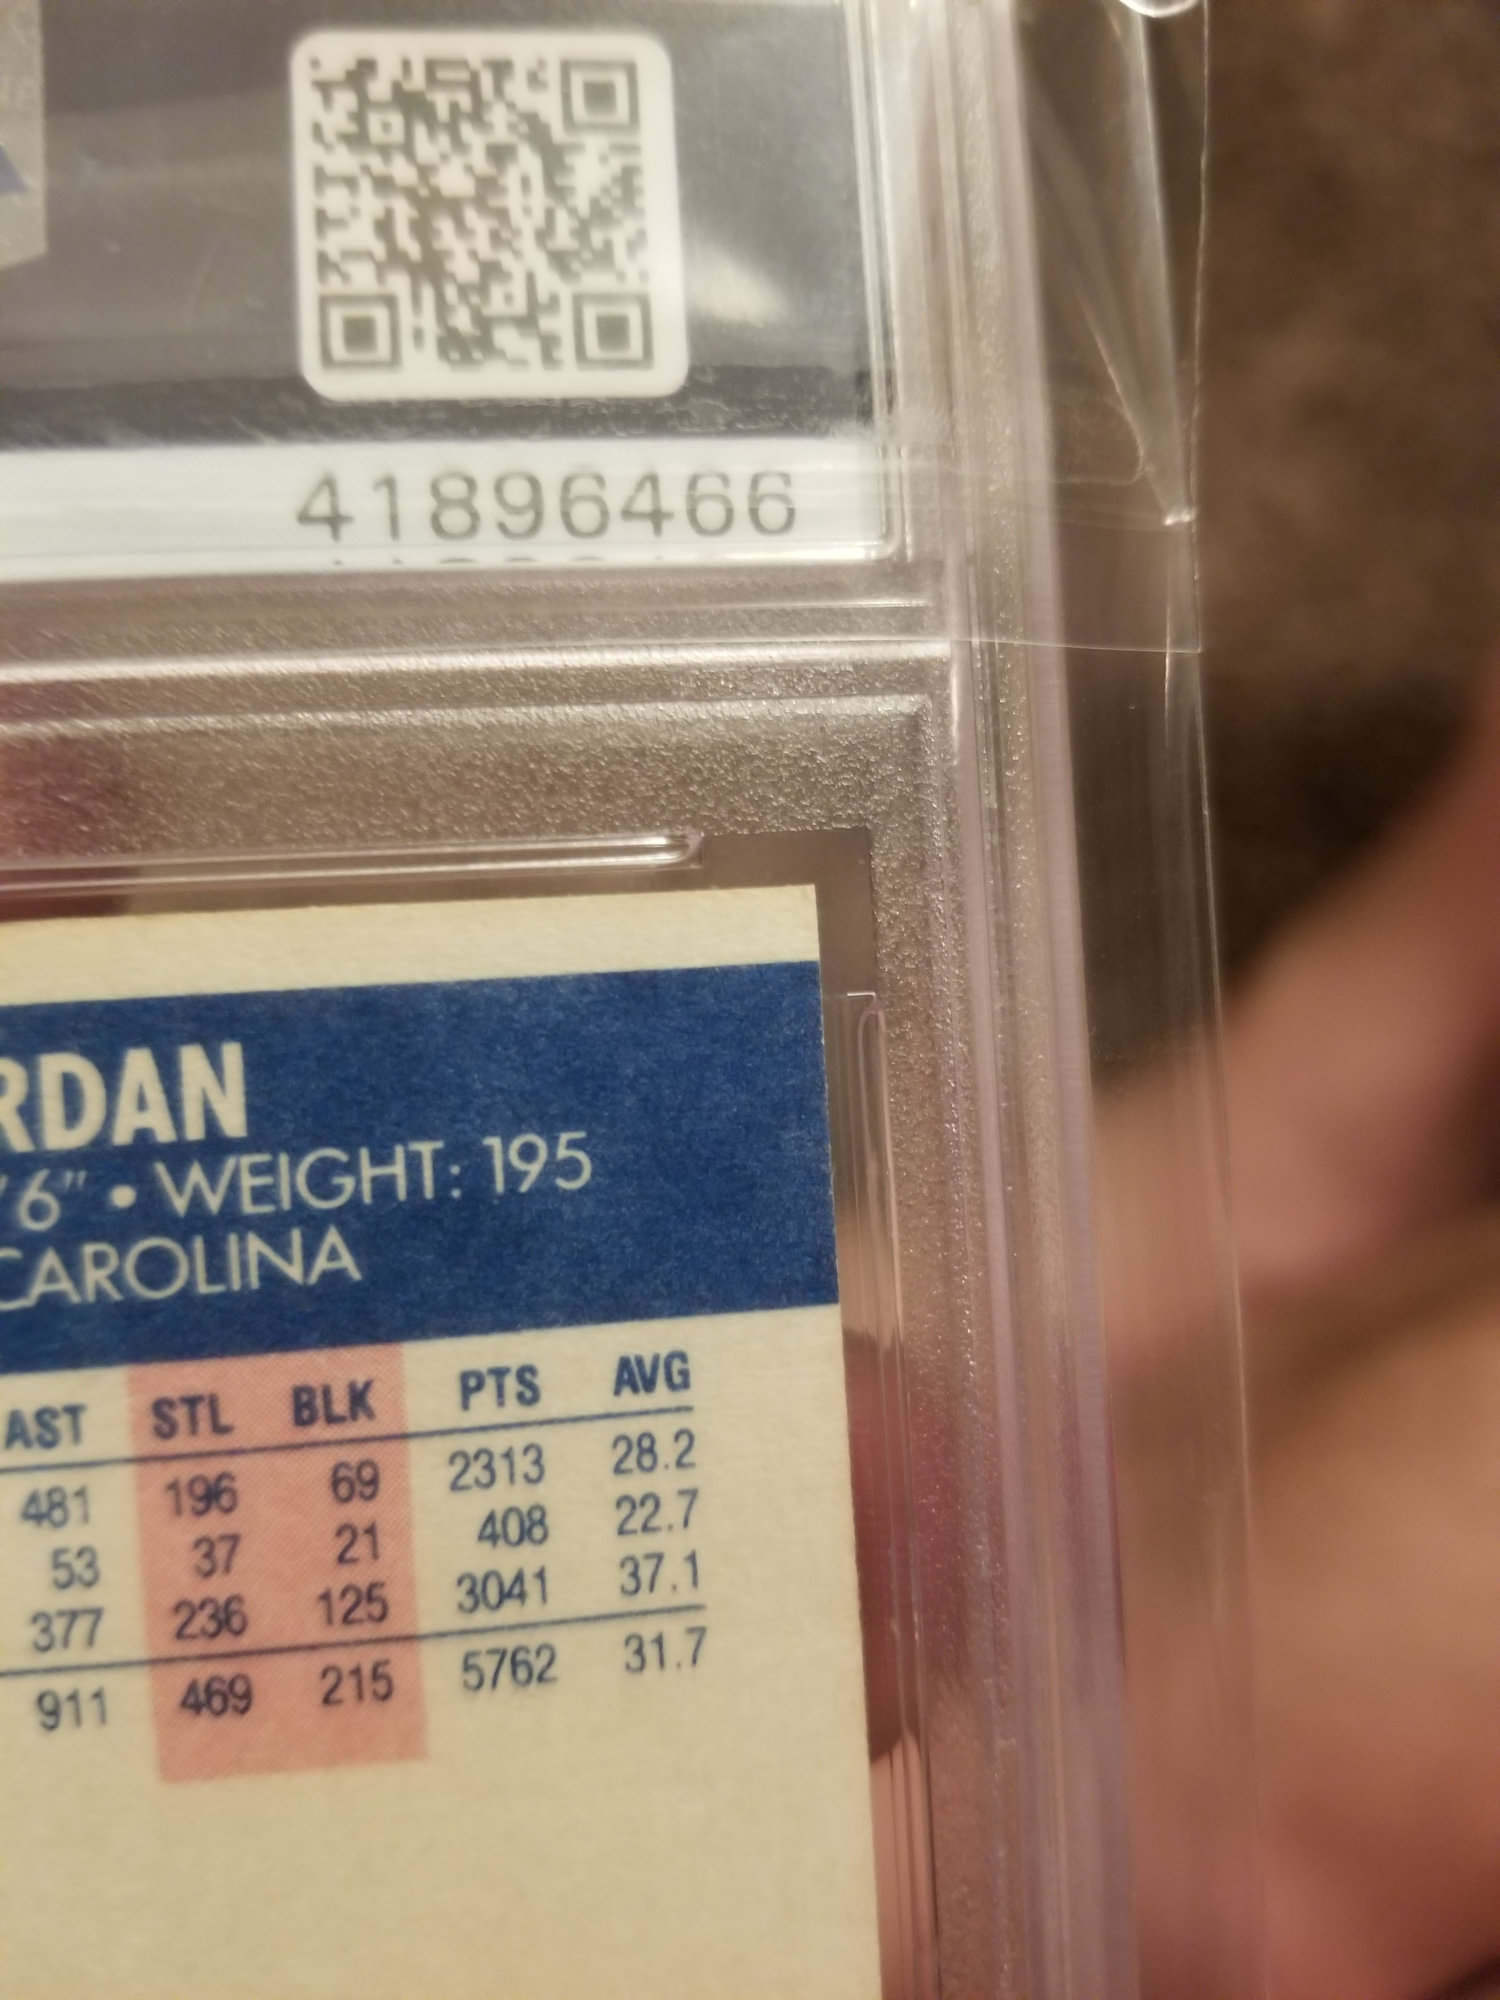 41896466
RDAN
'6" • WEIGHT: 195
CAROLINA
AST STL BLK PTS AVG
481 196 69 2313 28.2
53 37 21 408 22.7
377 236 125 3041 37.1
911 469 215 5762 31.7